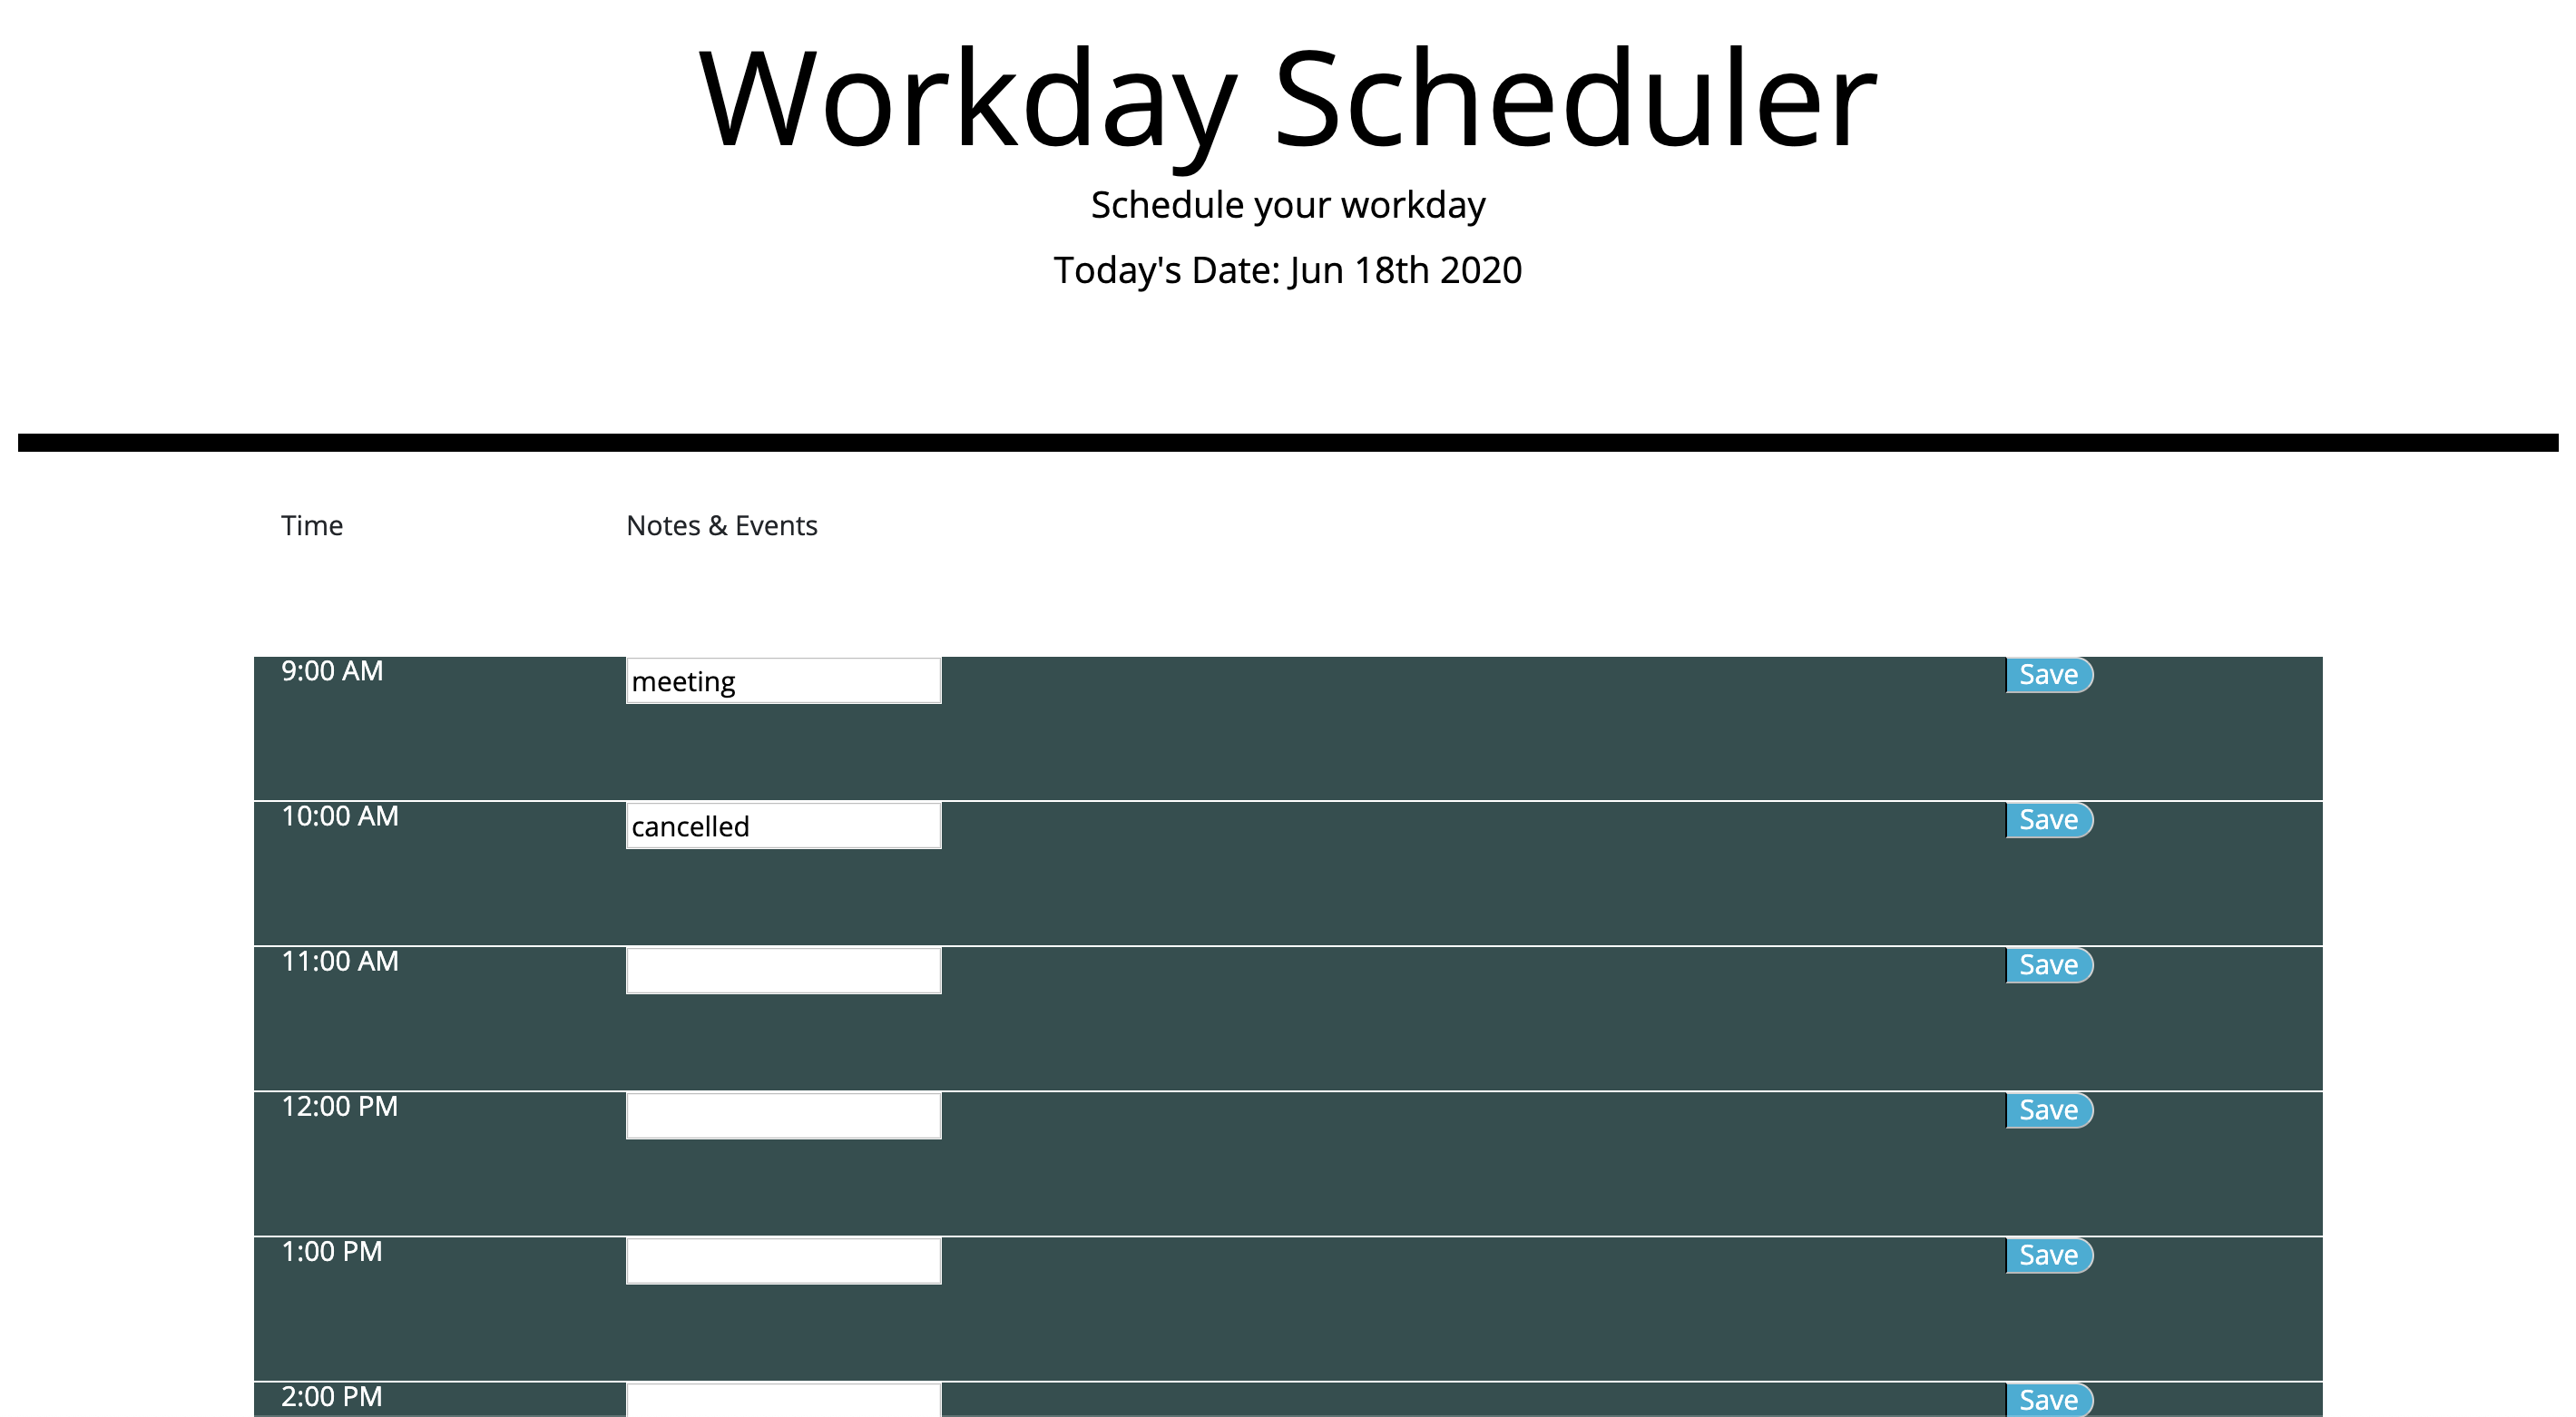 Workday Scheduler
Schedule your workday
Today's Date: Jun 18th 2020
Time Notes & Events
9:00 AM meeting Save
10:00 AM cancelled Save
11:00 AM Save
12:00 PM Save
1:00 PM Save
2:00 PM Save